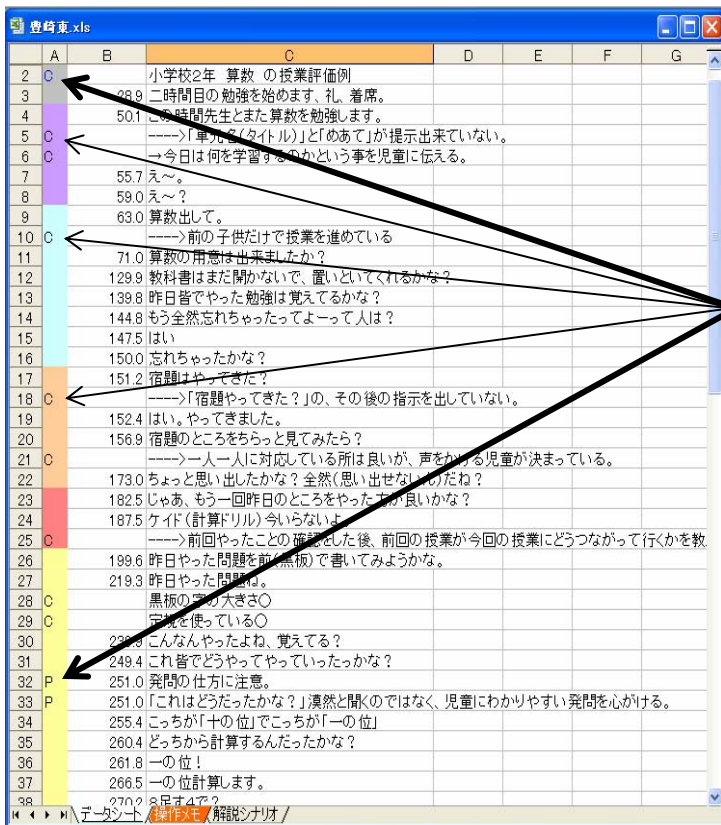 豊崎東.xls
A B C D E F G
2 C 小学校2年 算数 の授業評価例
3 28.9 二時間目の勉強を始めます、礼、着席。
4 50.1 この時間先生とまた算数を勉強します。
5 C ---->「単元名(タイトル)」と「めあて」が提示出来ていない。
6 C →今日は何を学習するのかという事を児童に伝える。
7 55.7 え～。
8 59.0 え～？
9 63.0 算数出して。
10 C ---->前の子供だけで授業を進めている
11 71.0 算数の用意は出来ましたか？
12 129.9 教科書はまだ開かないで、置いといてくれるかな？
13 139.8 昨日皆でやった勉強は覚えてるかな？
14 144.8 もう全然忘れちゃったってよーって人は？
15 147.5 はい
16 150.0 忘れちゃったかな？
17 151.2 宿題はやってきた？
18 C ---->「宿題やってきた？」の、その後の指示を出していない。
19 152.4 はい。やってきました。
20 156.9 宿題のところをちらっと見てみたら？
21 C ---->一人一人に対応している所は良いが、声をかける児童が決まっている。
22 173.0 ちょっと思い出したかな？全然(思い出せない人)だね？
23 182.5 じゃあ、もう一回昨日のところをやった方が良いかな？
24 187.5 ケイド(計算ドリル)今いらないよ。
25 C ---->前回やったことの確認をした後、前回の授業が今回の授業にどうつながって行くかを教
26 199.6 昨日やった問題を前(黒板)で書いてみようかな。
27 219.3 昨日やった問題ね。
28 C 黒板の字の大きさ○
29 C 定規を使っている○
30 こんなんやったよね、覚えてる？
31 249.4 これ皆でどうやってやっていったっかな？
32 P 251.0 発問の仕方に注意。
33 P 251.0 「これはどうだったかな？」漠然と聞くのではなく、児童にわかりやすい発問を心がける。
34 255.4 こっちが「十の位」でこっちが「一の位」
35 260.4 どっちから計算するんだったかな？
36 261.8 一の位！
37 266.5 一の位計算します。
38 270.2 8足す4で？
データシート 操作メモ 解説シナリオ